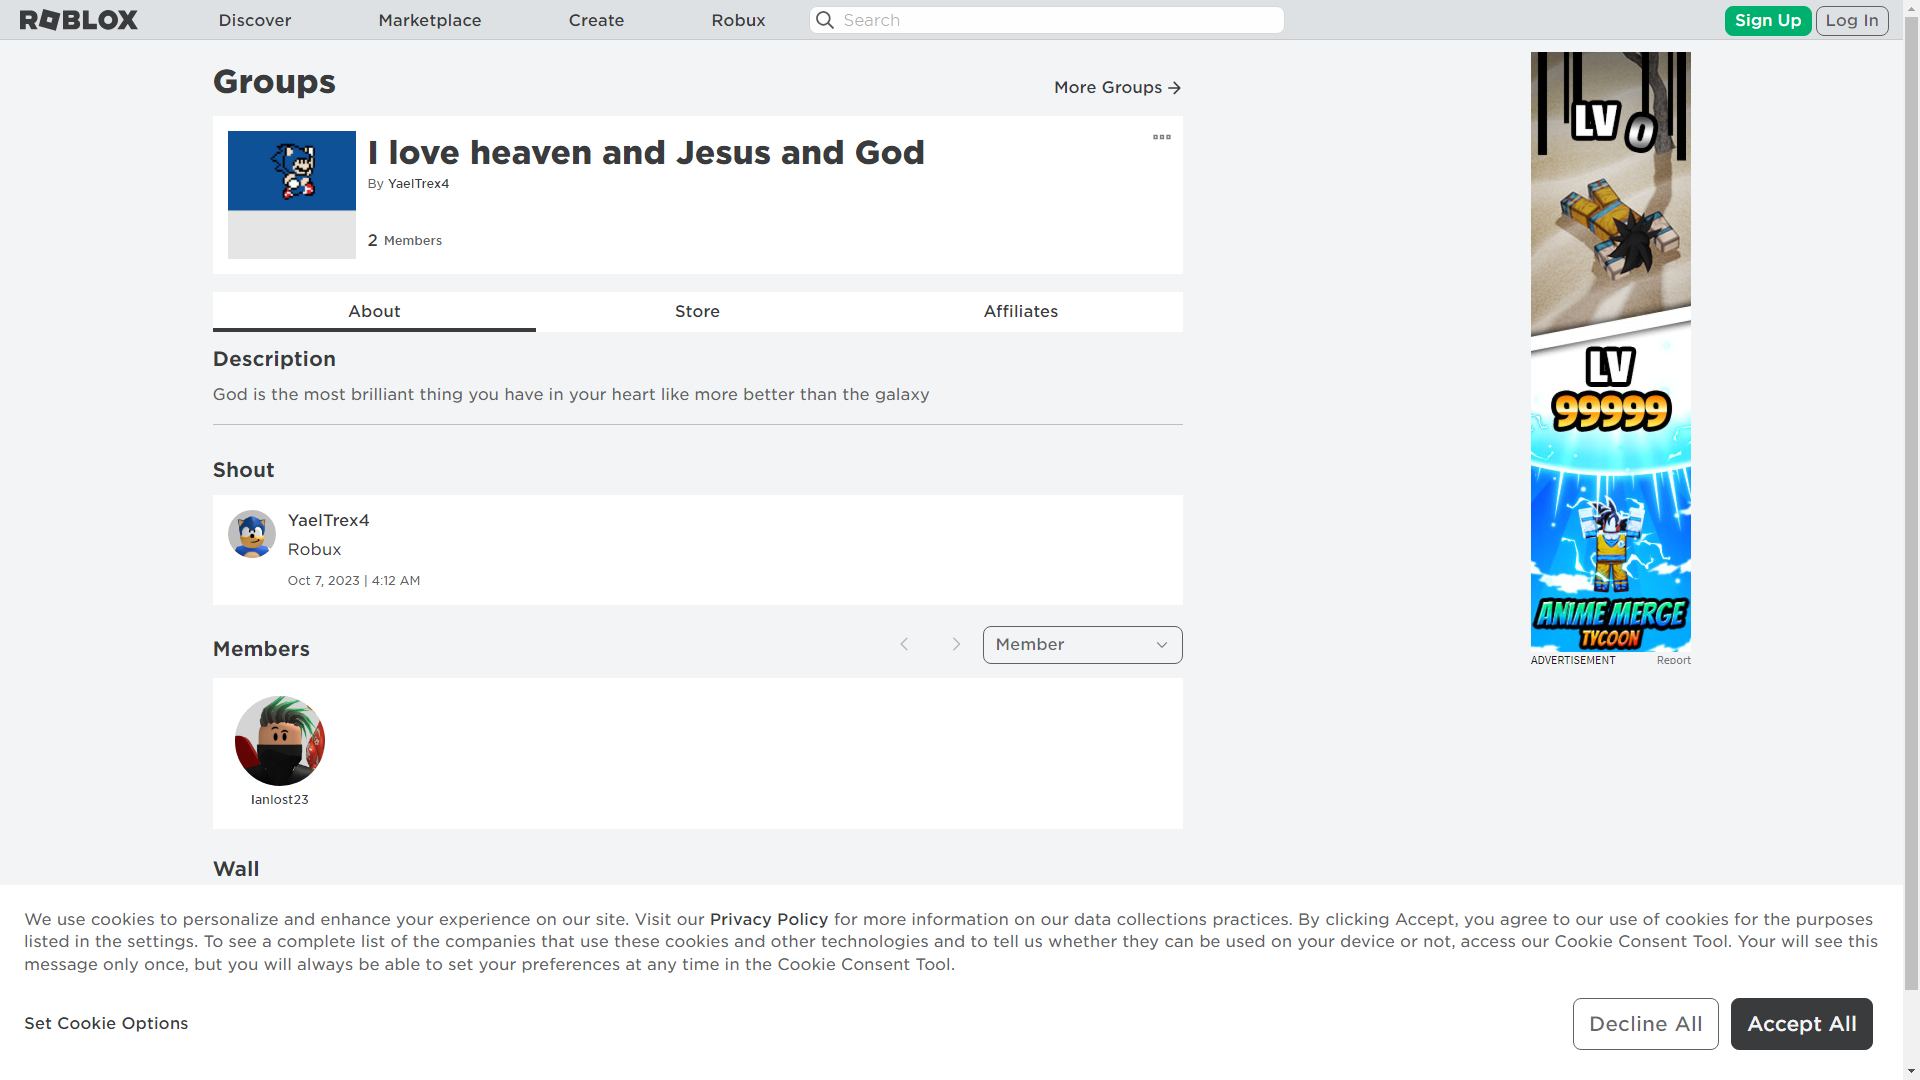 ROBLOX
Discover
Marketplace
Create
Robux
Search
Sign Up
Log In
Groups
More Groups
I love heaven and Jesus and God
By YaelTrex4
2 Members
About
Store
Affiliates
Description
God is the most brilliant thing you have in your heart like more better than the galaxy
Shout
YaelTrex4
Robux
Oct 7, 2023 | 4:12 AM
Members
Member
Ianlost23
Wall
LV 0
LV
99999
ANIME MERGE
TYCOON
ADVERTISEMENT
Report
We use cookies to personalize and enhance your experience on our site. Visit our Privacy Policy for more information on our data collections practices. By clicking Accept, you agree to our use of cookies for the purposes
listed in the settings. To see a complete list of the companies that use these cookies and other technologies and to tell us whether they can be used on your device or not, access our Cookie Consent Tool. Your will see this
message only once, but you will always be able to set your preferences at any time in the Cookie Consent Tool.
Set Cookie Options
Decline All
Accept All